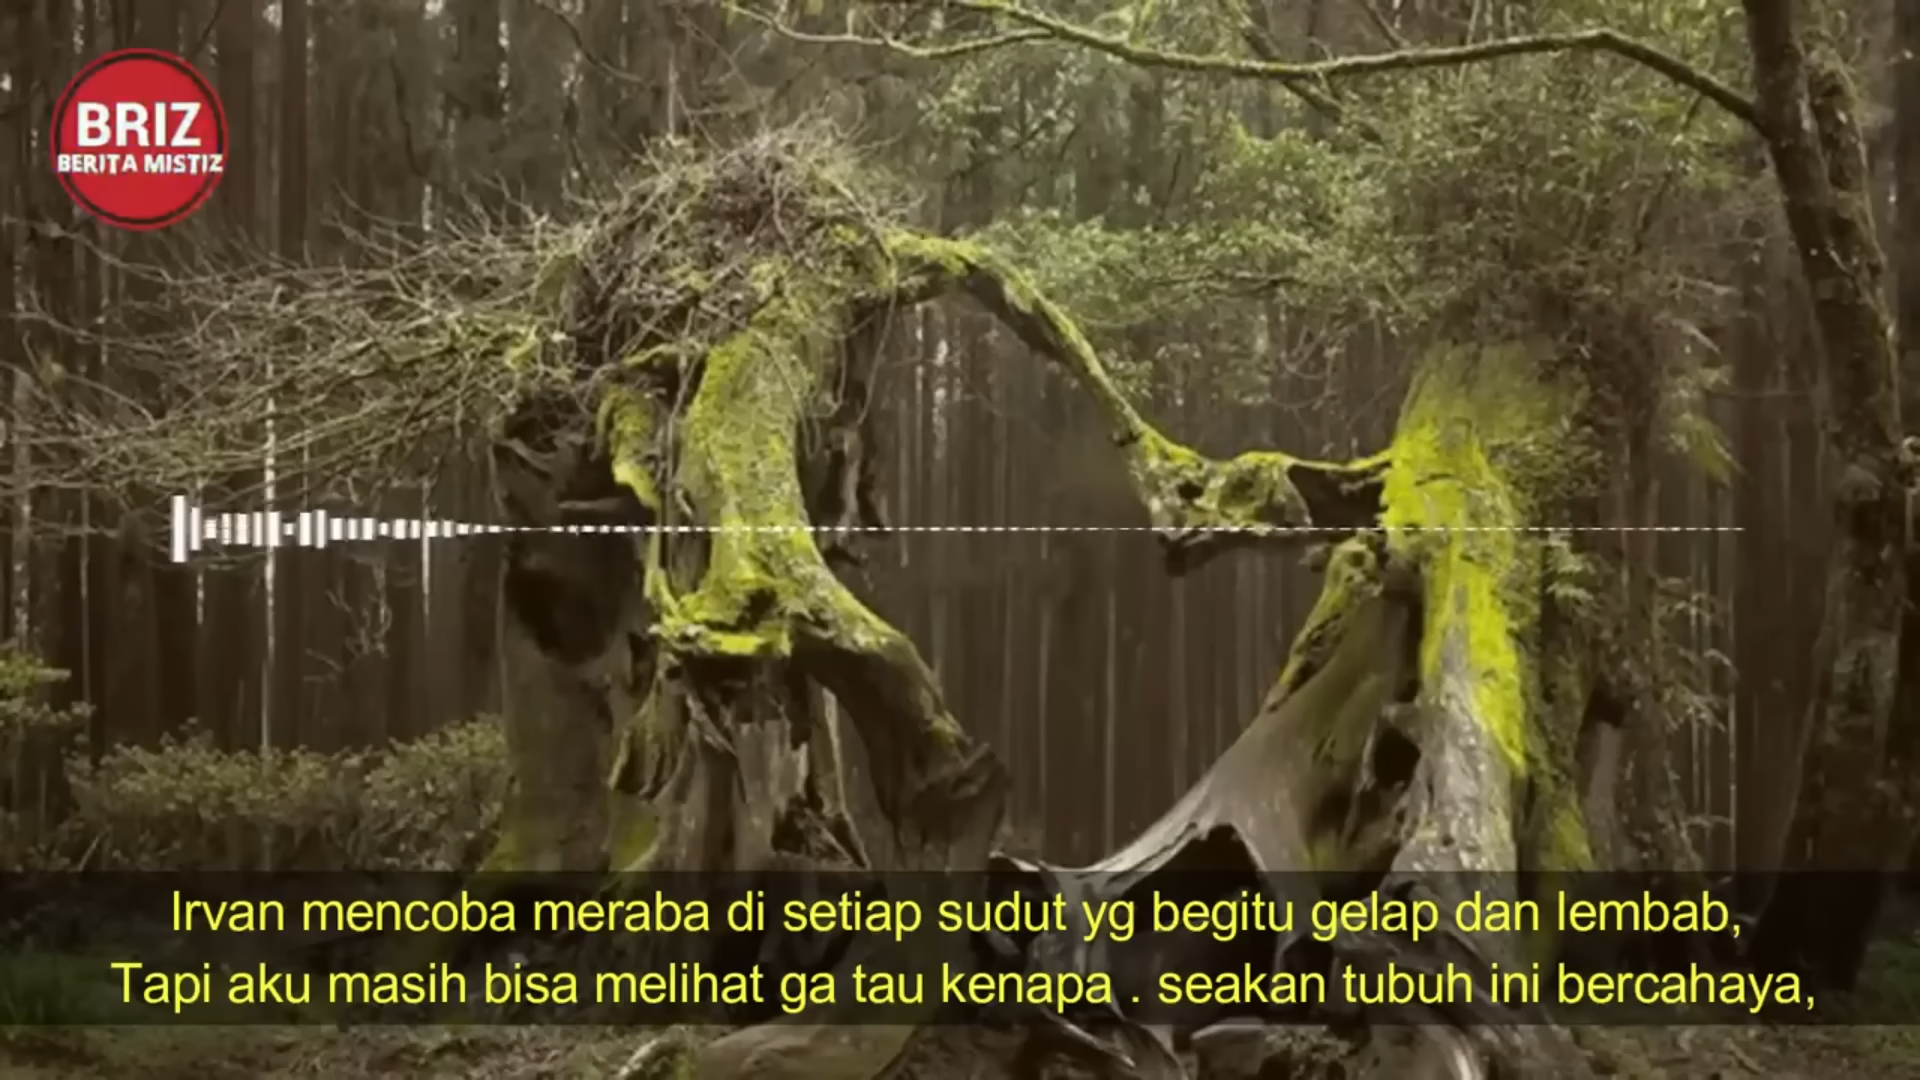 BRIZ
BERITA MISTIZ
Irvan mencoba meraba di setiap sudut yg begitu gelap dan lembab,
Tapi aku masih bisa melihat ga tau kenapa . seakan tubuh ini bercahaya,